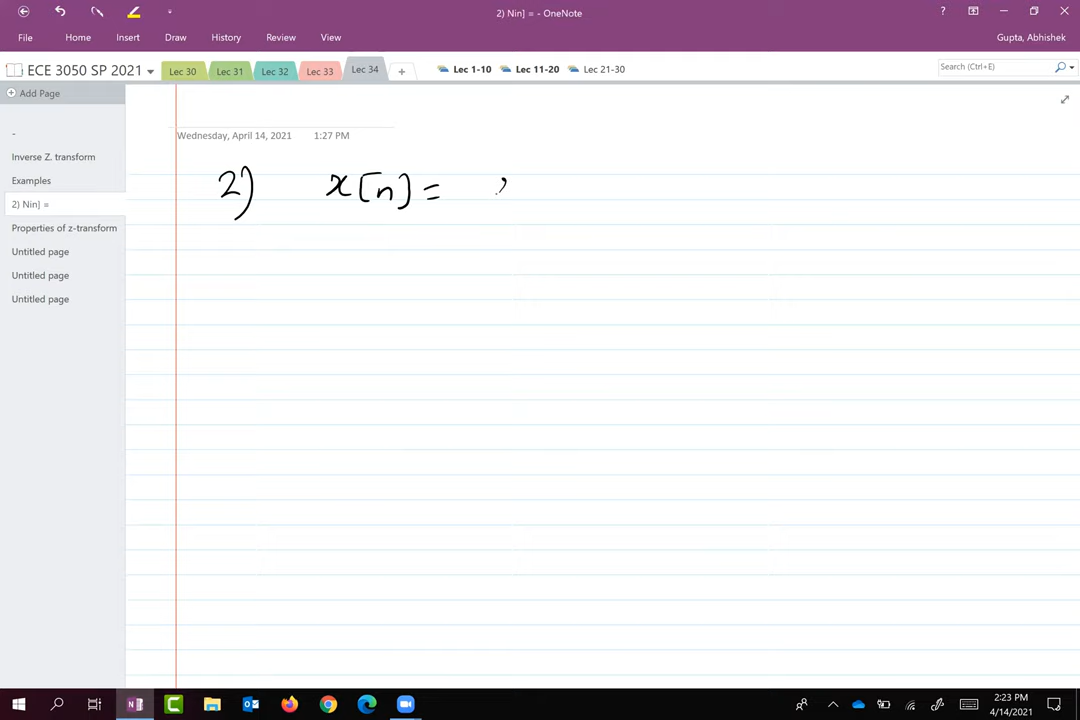 2) Nin] = - OneNote
File Home Insert Draw History Review View
Gupta, Abhishek
ECE 3050 SP 2021 Lec 30 Lec 31 Lec 32 Lec 33 Lec 34 + Lec 1-10 Lec 11-20 Lec 21-30
Search (Ctrl+E)
Add Page
Wednesday, April 14, 2021 1:27 PM
-
Inverse Z. transform
Examples
2) Nin] =
Properties of z-transform
Untitled page
Untitled page
Untitled page
2) x[n] =
2:23 PM
4/14/2021